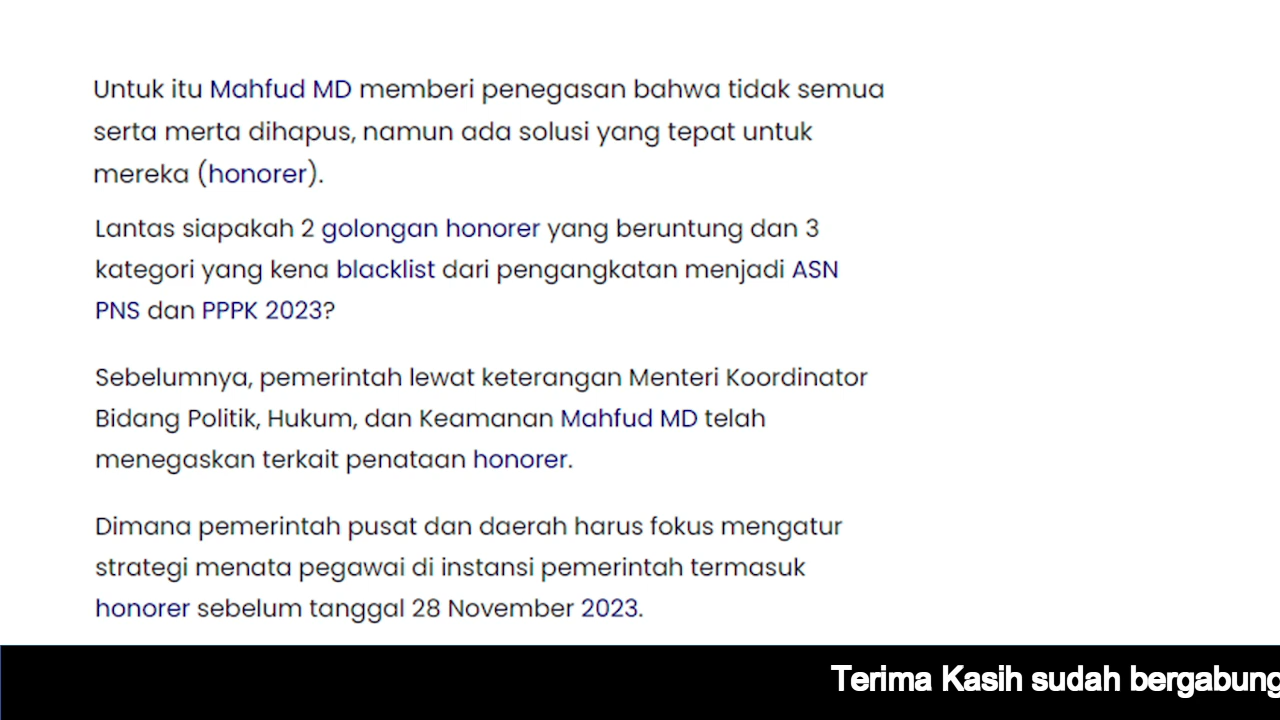 Untuk itu Mahfud MD memberi penegasan bahwa tidak semua
serta merta dihapus, namun ada solusi yang tepat untuk
mereka (honorer).
Lantas siapakah 2 golongan honorer yang beruntung dan 3
kategori yang kena blacklist dari pengangkatan menjadi ASN
PNS dan PPPK 2023?
Sebelumnya, pemerintah lewat keterangan Menteri Koordinator
Bidang Politik, Hukum, dan Keamanan Mahfud MD telah
menegaskan terkait penataan honorer.
Dimana pemerintah pusat dan daerah harus fokus mengatur
strategi menata pegawai di instansi pemerintah termasuk
honorer sebelum tanggal 28 November 2023.
Terima Kasih sudah bergabung